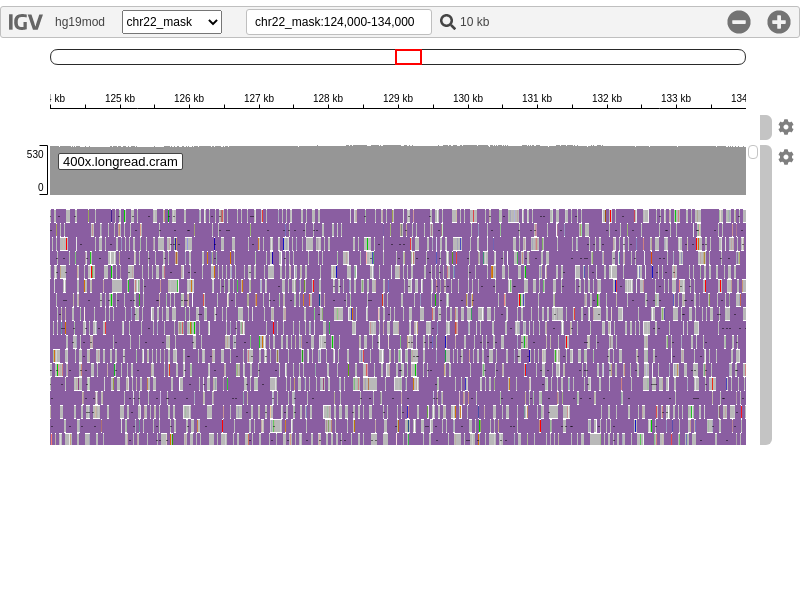 IGV hg19mod chr22_mask chr22_mask:124,000-134,000 10 kb
kb 125 kb 126 kb 127 kb 128 kb 129 kb 130 kb 131 kb 132 kb 133 kb 134
530
400x.longread.cram
0